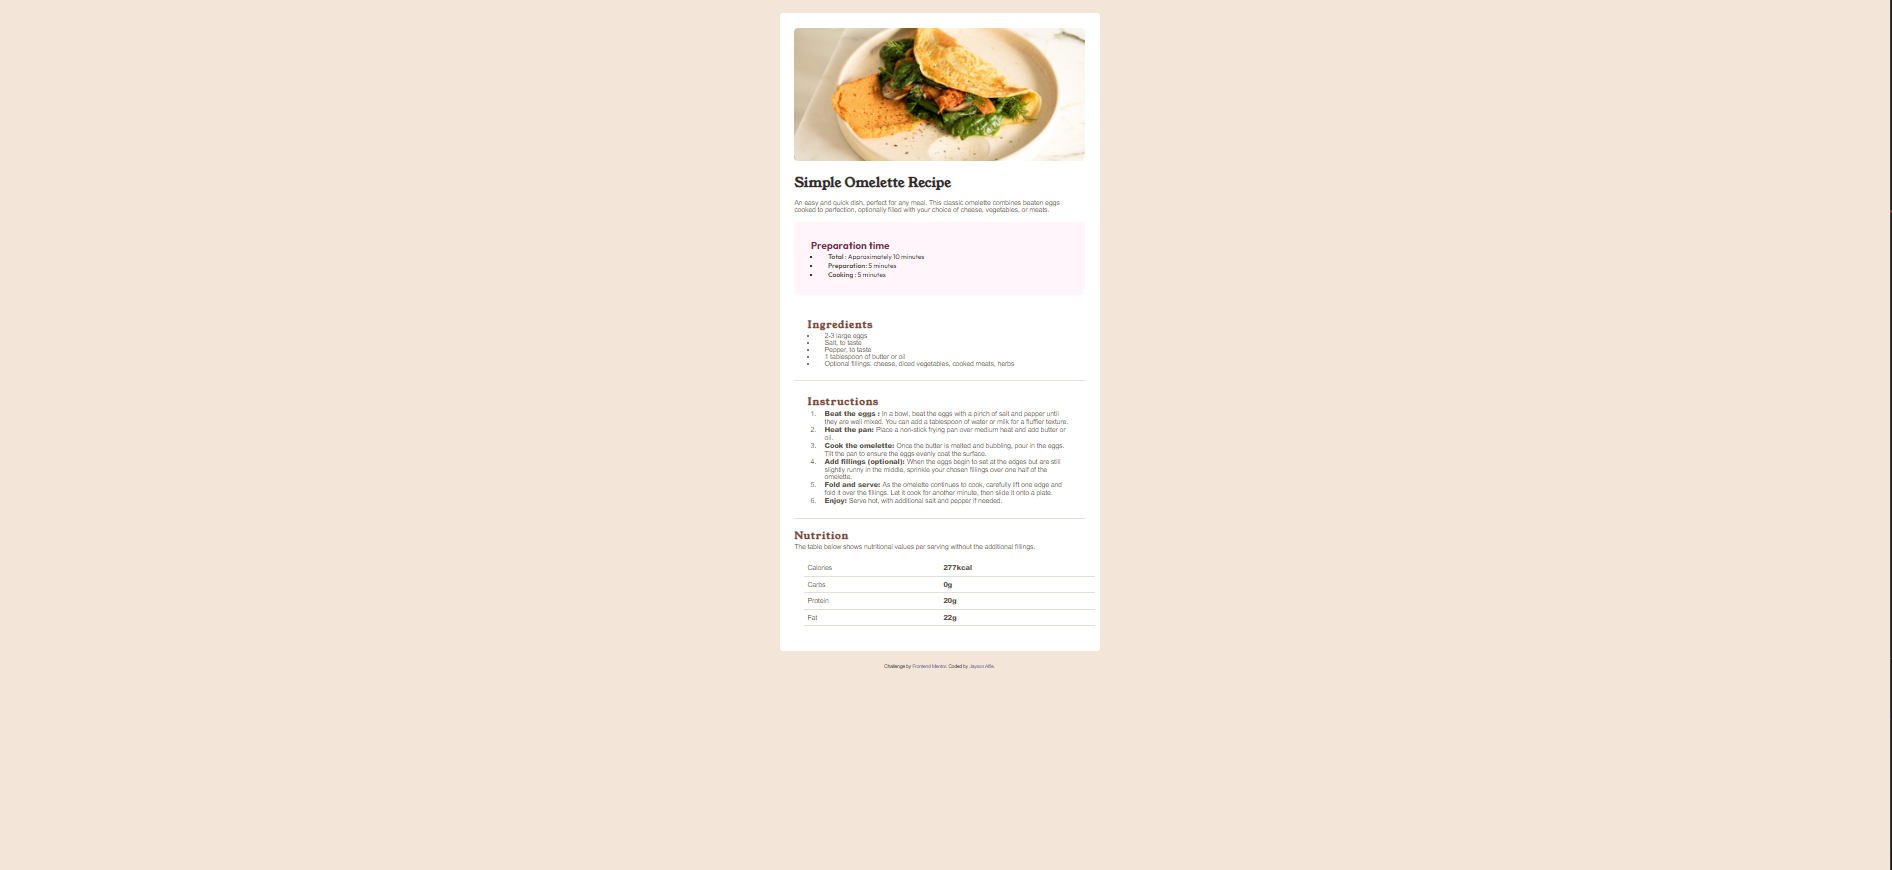 Simple Omelette Recipe
An easy and quick dish, perfect for any meal. This classic omelette combines beaten eggs
cooked to perfection, optionally filled with your choice of cheese, vegetables, or meats.
Preparation time
Total : Approximately 10 minutes
Preparation: 5 minutes
Cooking : 5 minutes
Ingredients
2-3 large eggs
Salt, to taste
Pepper, to taste
1 tablespoon of butter or oil
Optional fillings: cheese, diced vegetables, cooked meats, herbs
Instructions
1. Beat the eggs : In a bowl, beat the eggs with a pinch of salt and pepper until
they are well mixed. You can add a tablespoon of water or milk for a fluffier texture.
2. Heat the pan: Place a non-stick frying pan over medium heat and add butter or
oil.
3. Cook the omelette: Once the butter is melted and bubbling, pour in the eggs.
Tilt the pan to ensure the eggs evenly coat the surface.
4. Add fillings (optional): When the eggs begin to set at the edges but are still
slightly runny in the middle, sprinkle your chosen fillings over one half of the
omelette.
5. Fold and serve: As the omelette continues to cook, carefully lift one edge and
fold it over the fillings. Let it cook for another minute, then slide it onto a plate.
6. Enjoy: Serve hot, with additional salt and pepper if needed.
Nutrition
The table below shows nutritional values per serving without the additional fillings.
Calories 277kcal
Carbs 0g
Protein 20g
Fat 22g
Challenge by Frontend Mentor. Coded by Jayson Alfie.